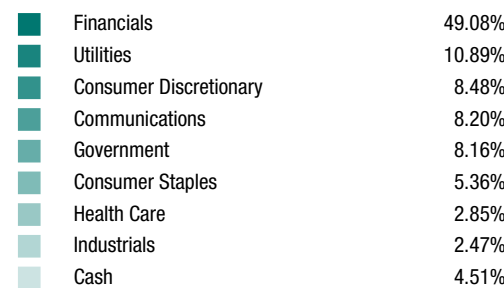 Financials 49.08%
Utilities 10.89%
Consumer Discretionary 8.48%
Communications 8.20%
Government 8.16%
Consumer Staples 5.36%
Health Care 2.85%
Industrials 2.47%
Cash 4.51%